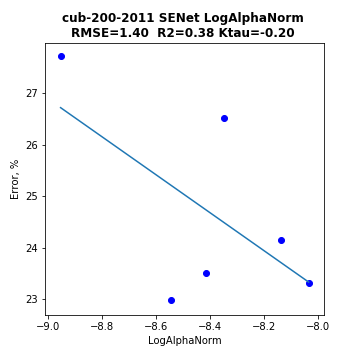 cub-200-2011 SENet LogAlphaNorm
RMSE=1.40 R2=0.38 Ktau=-0.20
Error, %
27
26
25
24
23
−9.0 −8.8 −8.6 −8.4 −8.2 −8.0
LogAlphaNorm